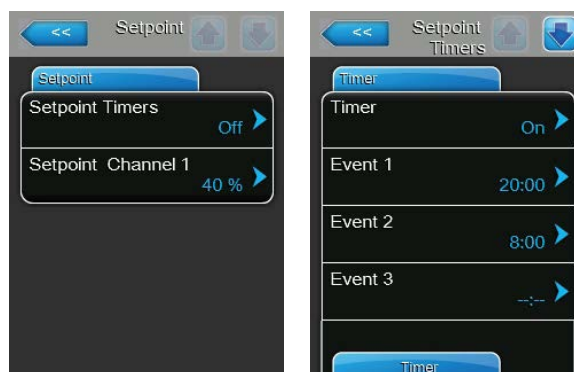 << Setpoint
Setpoint
Setpoint Timers
Off
Setpoint Channel 1
40 %
<< Setpoint
Timers
Timer
Timer
On
Event 1
20:00
Event 2
8:00
Event 3
--:--
Timer